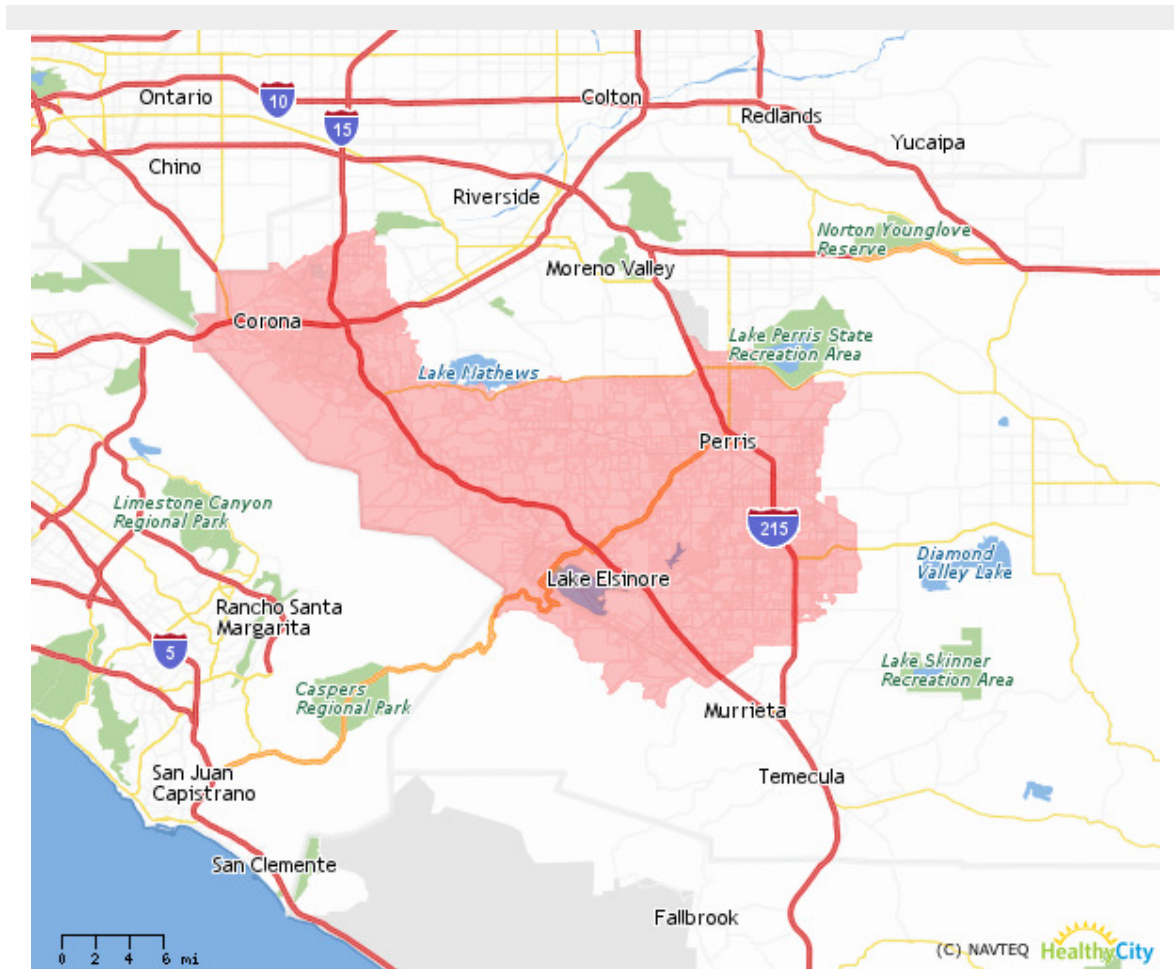 Ontario
10
Colton
Redlands
15
Yucaipa
Chino
Riverside
Norton Younglove
Reserve
Moreno Valley
Corona
Lake Perris State
Recreation Area
Lake Mathews
Perris
Limestone Canyon
Regional Park
215
Diamond
Valley Lake
Lake Elsinore
Rancho Santa
Margarita
5
Lake Skinner
Recreation Area
Caspers
Regional Park
Murrieta
San Juan
Capistrano
Temecula
San Clemente
Fallbrook
0 2 4 6 mi
(C) NAVTEQ HealthyCity